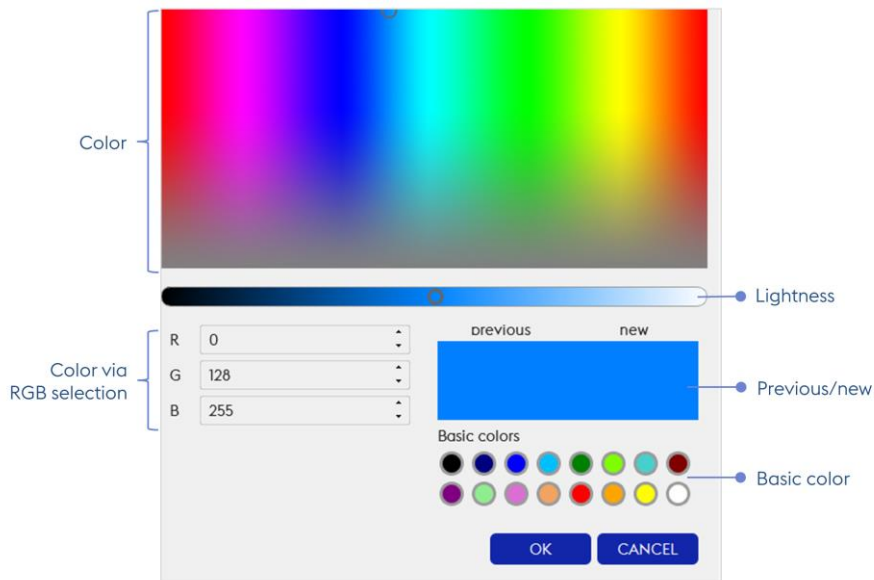 Color
Lightness
previous new
R 0
G 128
B 255
Color via
RGB selection
Previous/new
Basic colors
Basic color
OK CANCEL